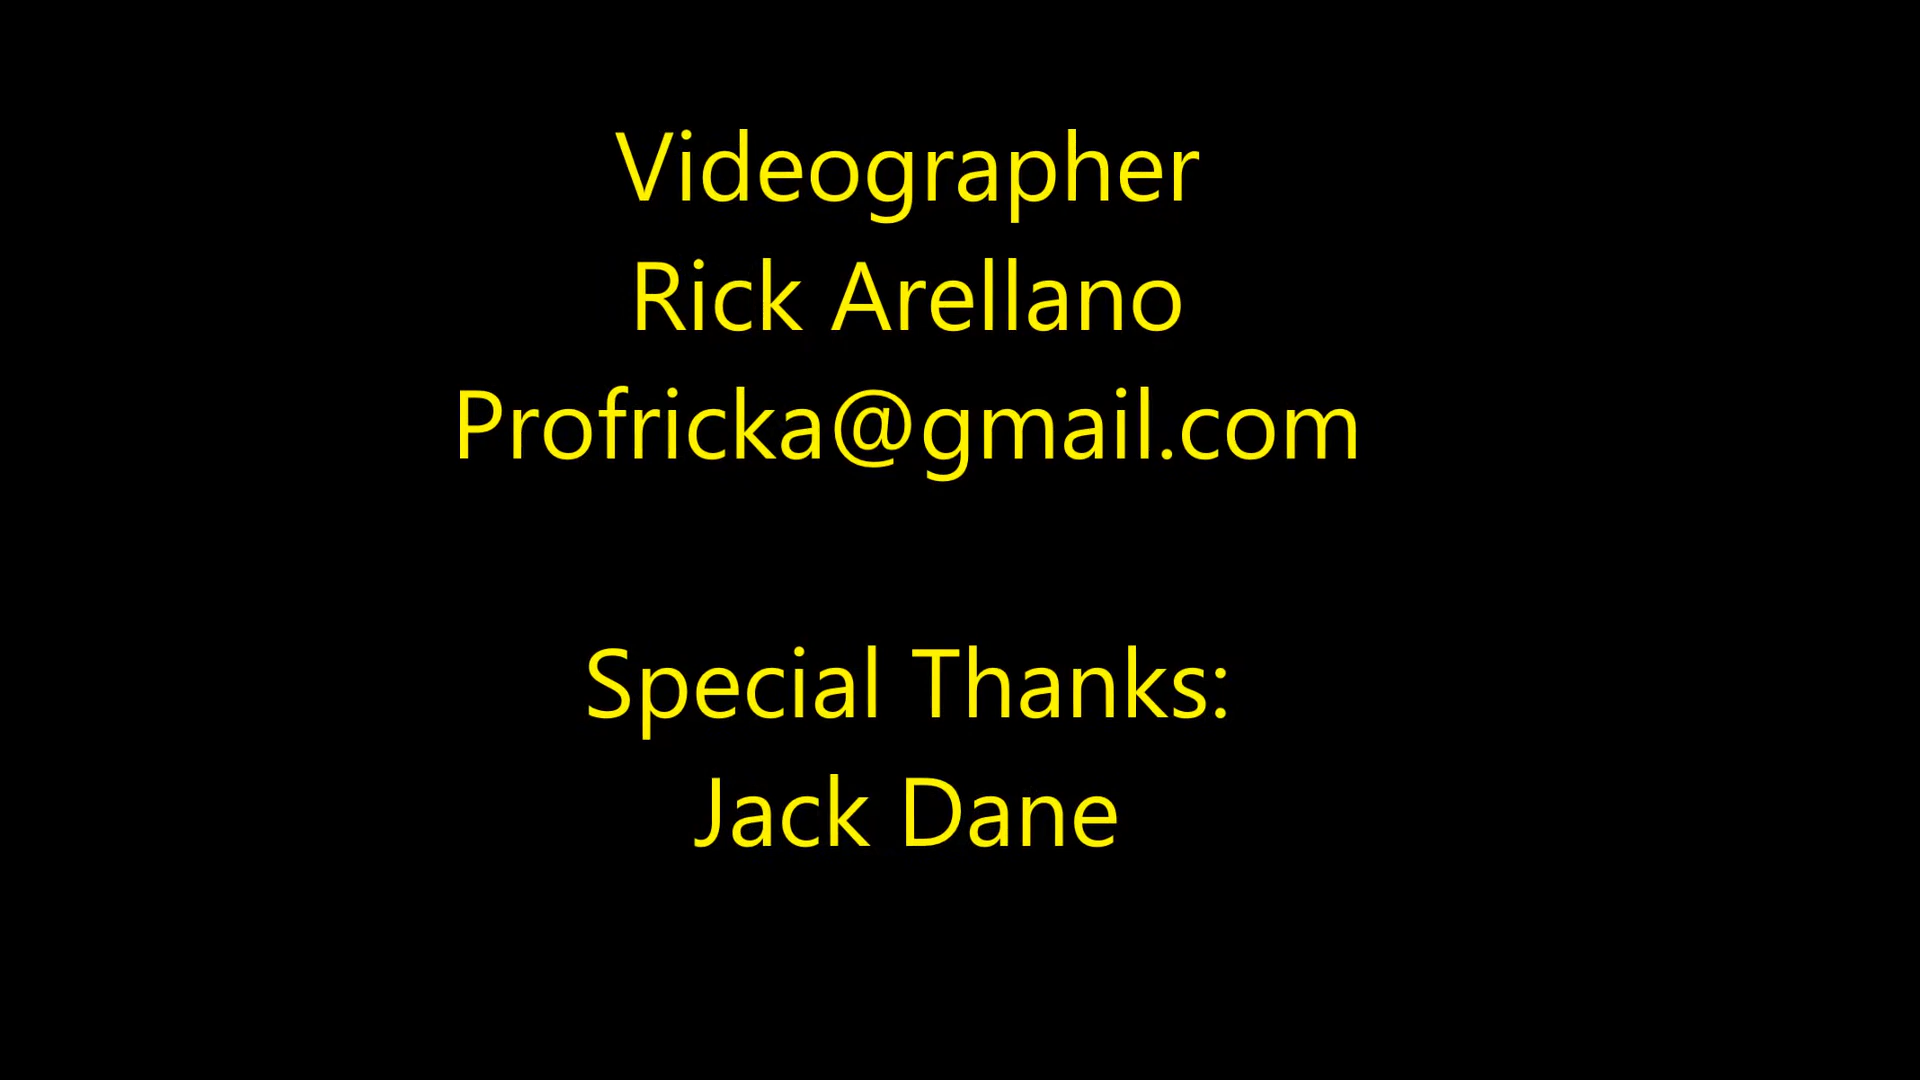 Videographer
Rick Arellano
Profricka@gmail.com
Special Thanks:
Jack Dane